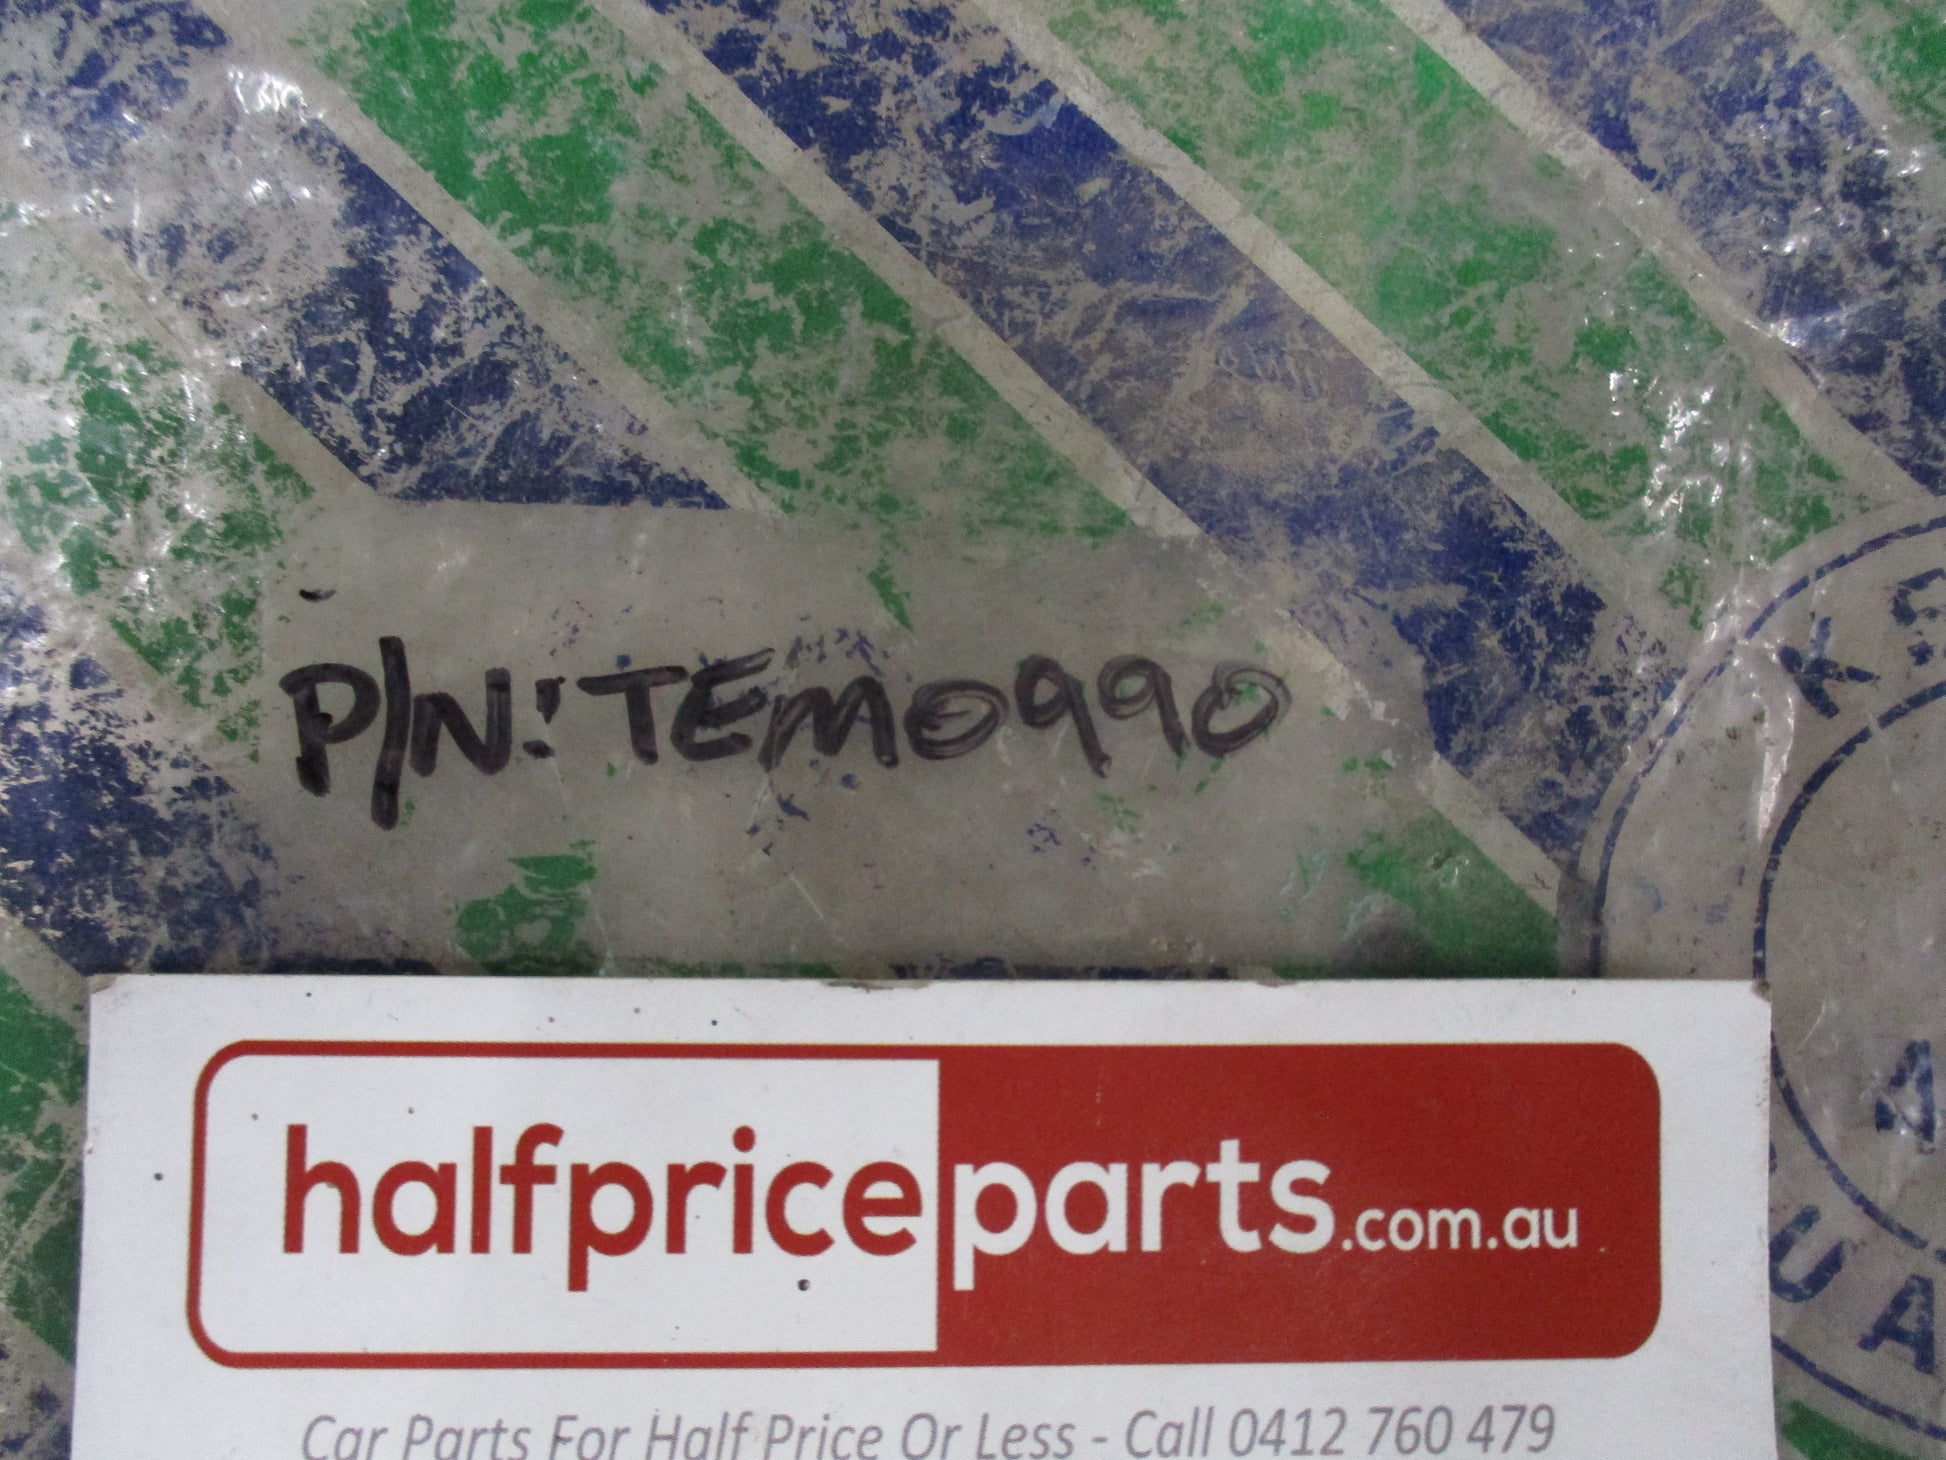 P/N: TEM0990
halfpriceparts.com.au
Car Parts For Half Price Or Less - Call 0412 760 479